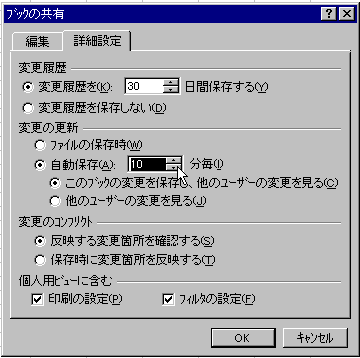 ﾌﾞｯｸの共有
編集
詳細設定
変更履歴
変更履歴を(K): 30 日間保存する(Y)
変更履歴を保存しない(D)
変更の更新
ﾌｧｲﾙの保存時(W)
自動保存(A): 10 分毎(I)
このﾌﾞｯｸの変更を保存し、他のﾕｰｻﾞｰの変更を見る(C)
他のﾕｰｻﾞｰの変更を見る(J)
変更のｺﾝﾌﾘｸﾄ
反映する変更箇所を確認する(S)
保存時に変更箇所を反映する(T)
個人用ﾋﾞｭｰに含む
印刷の設定(P)
ﾌｨﾙﾀの設定(F)
OK
ｷｬﾝｾﾙ